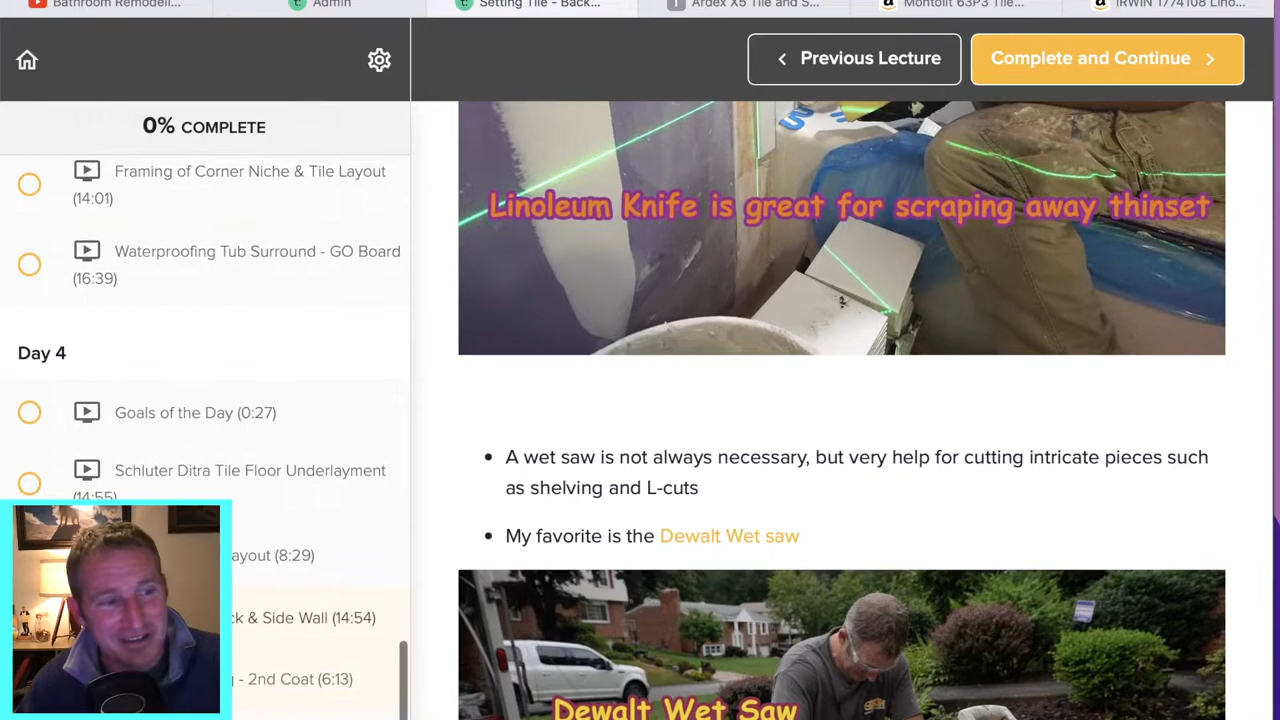 Bathroom Remodell...
Admin
Setting Tile - Back...
Ardex X5 Tile and S...
Montolit 63P3 Tile...
IRWIN 1774108 Lino...
Previous Lecture
Complete and Continue
0% COMPLETE
Framing of Corner Niche & Tile Layout
(14:01)
Waterproofing Tub Surround - GO Board
(16:39)
Day 4
Goals of the Day (0:27)
Schluter Ditra Tile Floor Underlayment
(14:55)
ayout (8:29)
ck & Side Wall (14:54)
g - 2nd Coat (6:13)
Linoleum Knife is great for scraping away thinset
A wet saw is not always necessary, but very help for cutting intricate pieces such
as shelving and L-cuts
My favorite is the Dewalt Wet saw
Dewalt Wet Saw